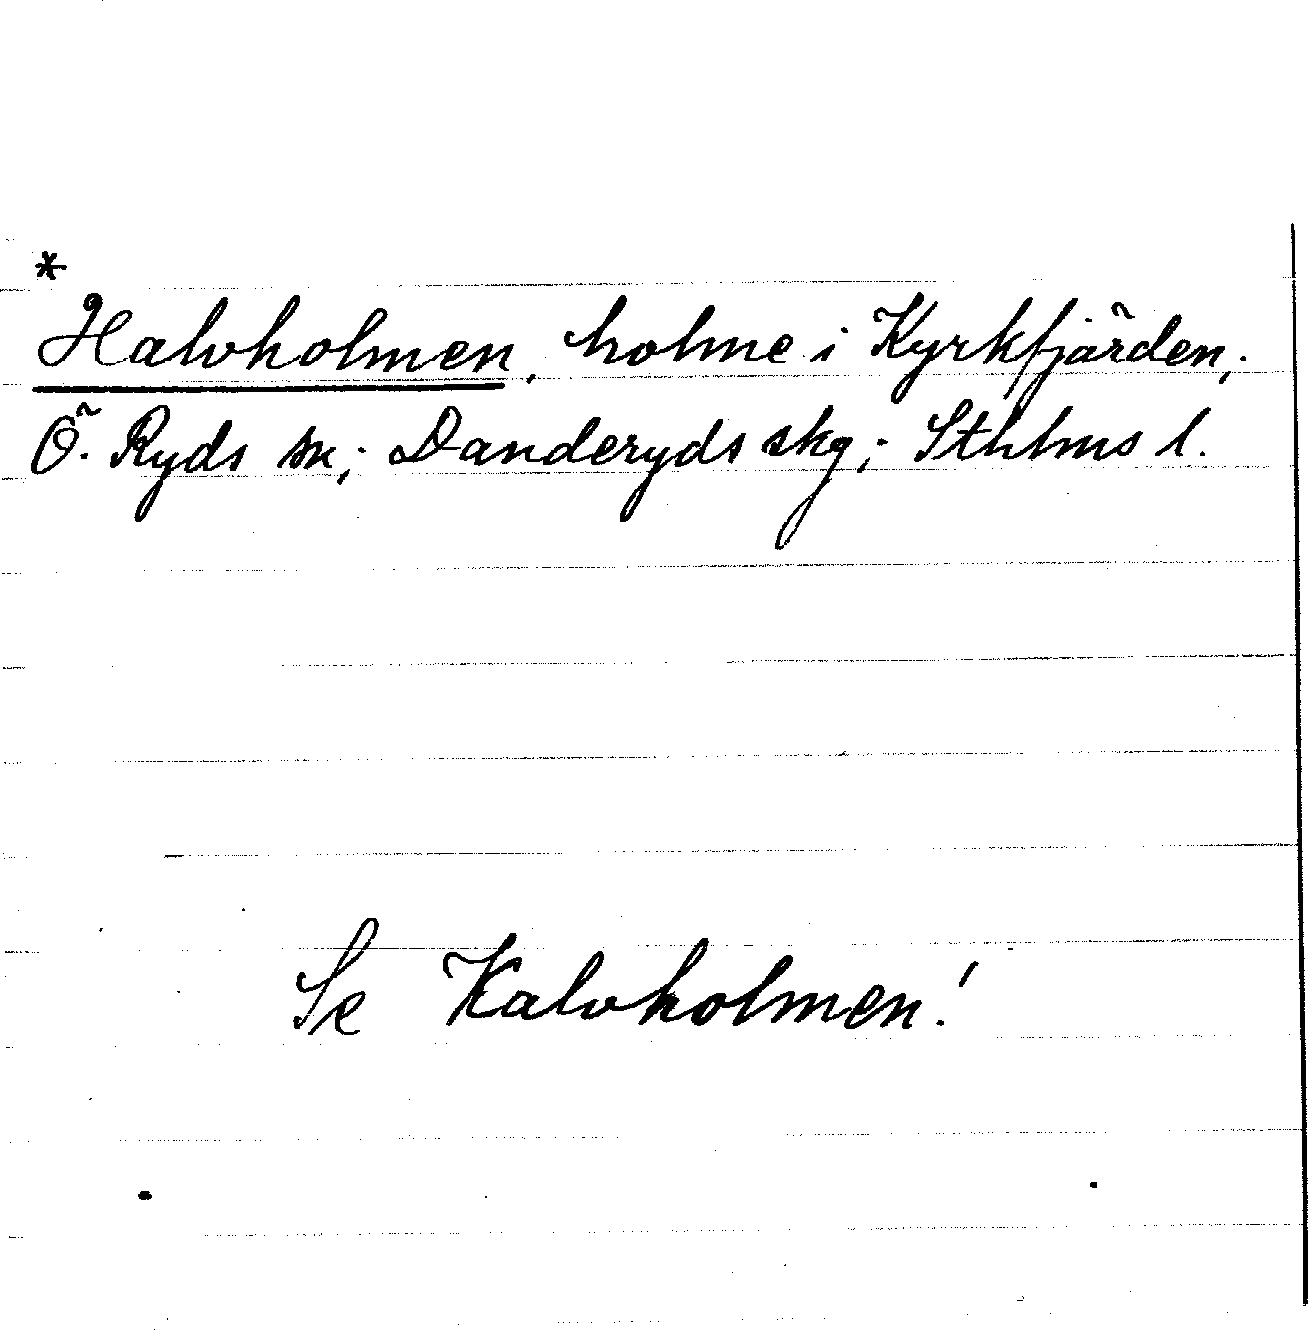 *
Halvholmen, holme i Kyrkfjärden,
Ö. Ryds sn; Danderyds skg; Sthlms l.
Se Kalvholmen!